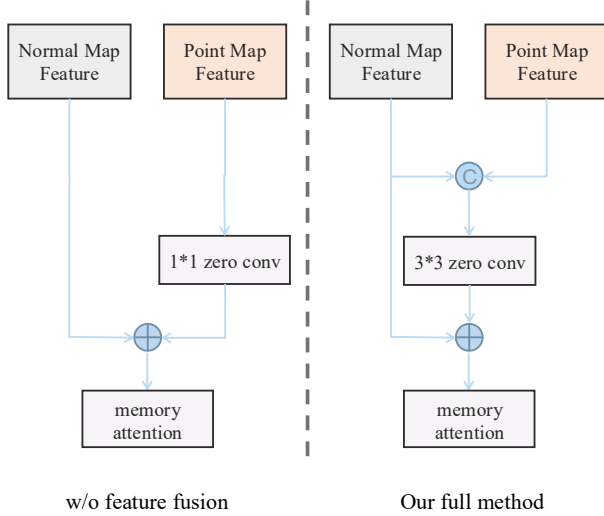 Normal Map
Feature
Point Map
Feature
1*1 zero conv
memory
attention
w/o feature fusion
Normal Map
Feature
Point Map
Feature
C
3*3 zero conv
memory
attention
Our full method